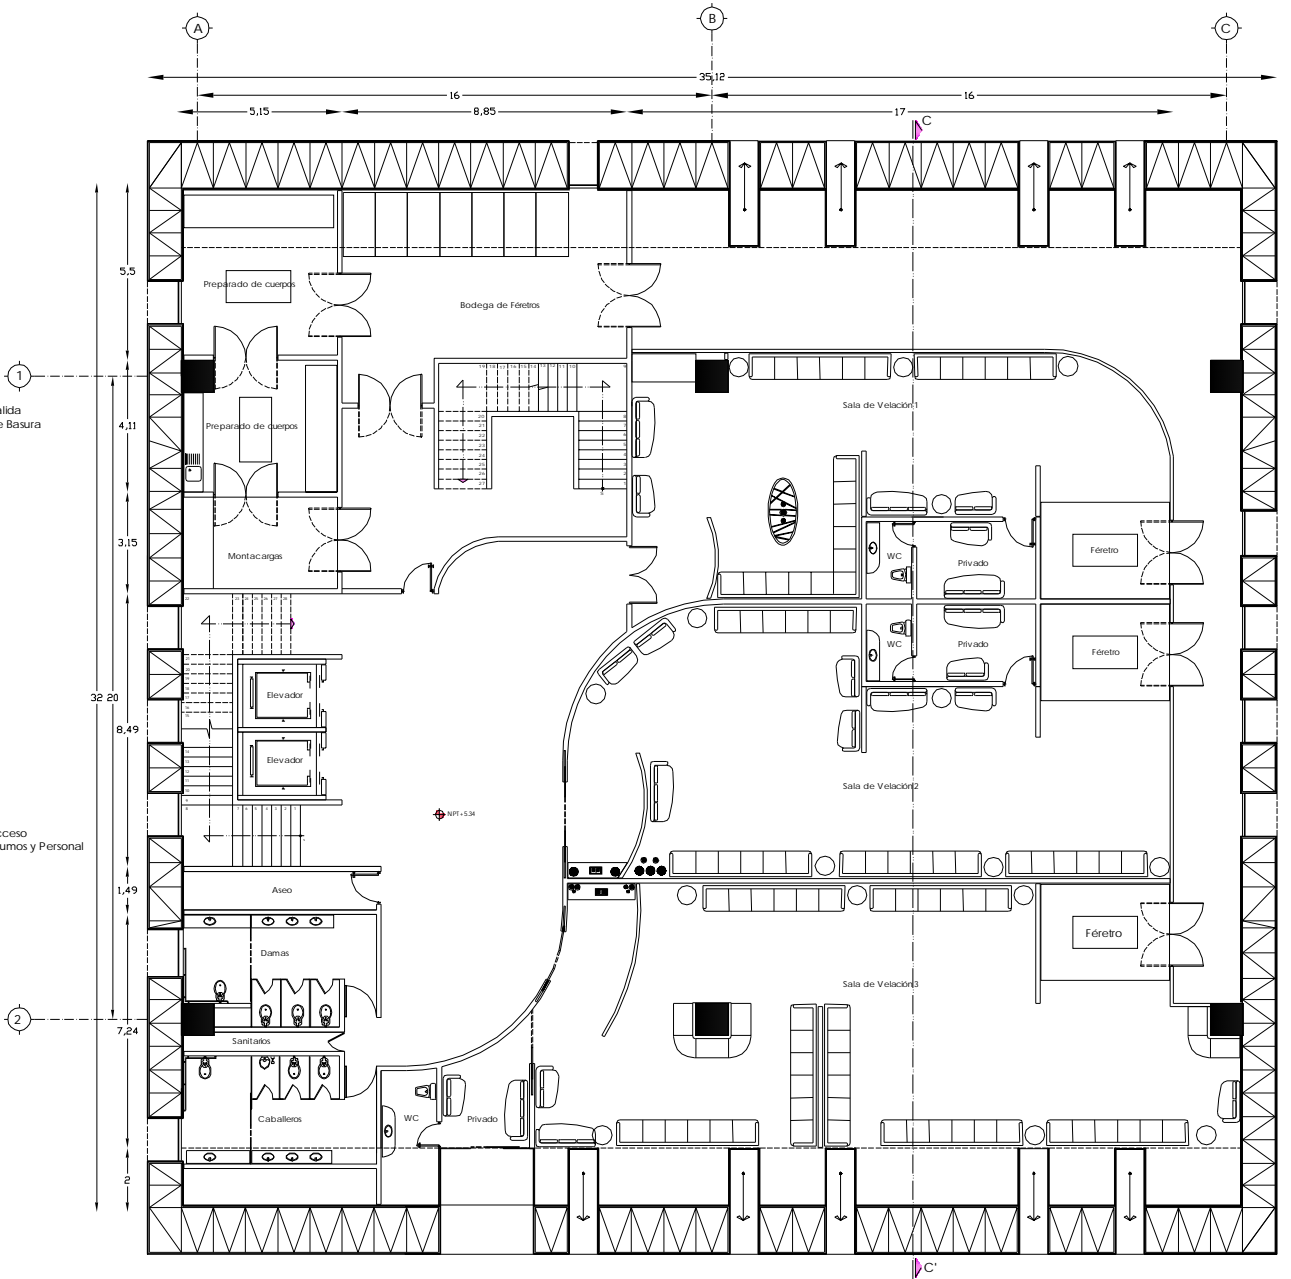 A
B
C
35,12
16
16
5,15
8,85
17
C
5,5
Preparado de cuerpos
Bodega de Féretros
1
alida
e Basura
4,11
Sala de Velación 1
Preparado de cuerpos
3,15
Montacargas
WC
Privado
Féretro
WC
Privado
Féretro
Elevador
32 20
8,49
Elevador
Sala de Velación 2
NPT+5.34
cceso
umos y Personal
1,49
Aseo
Damas
Féretro
Sala de Velación 3
2
7,24
Sanitarios
Caballeros
WC
Privado
2
C'